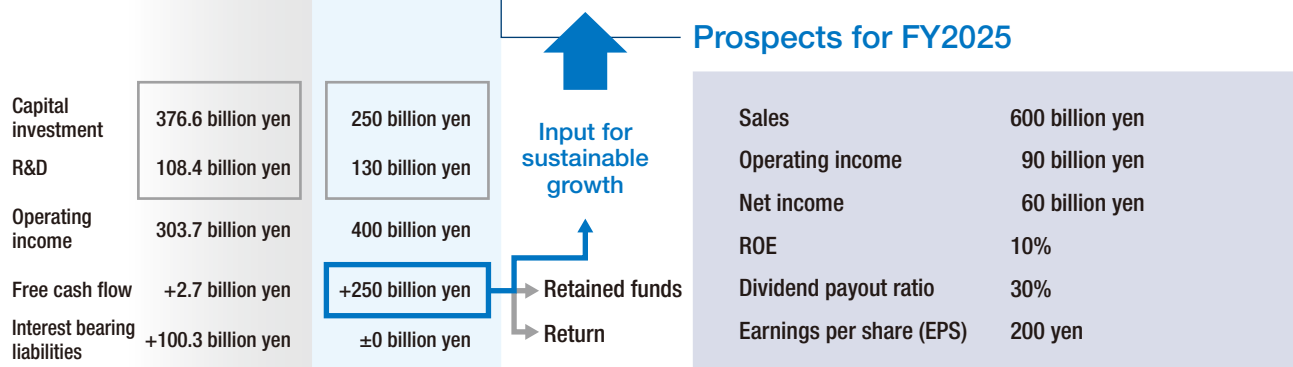 Prospects for FY2025
Capital
investment
376.6 billion yen
250 billion yen
R&D
108.4 billion yen
130 billion yen
Operating
income
303.7 billion yen
400 billion yen
Free cash flow
+2.7 billion yen
+250 billion yen
Interest bearing
liabilities
+100.3 billion yen
±0 billion yen
Input for
sustainable
growth
Retained funds
Return
Sales
600 billion yen
Operating income
90 billion yen
Net income
60 billion yen
ROE
10%
Dividend payout ratio
30%
Earnings per share (EPS)
200 yen